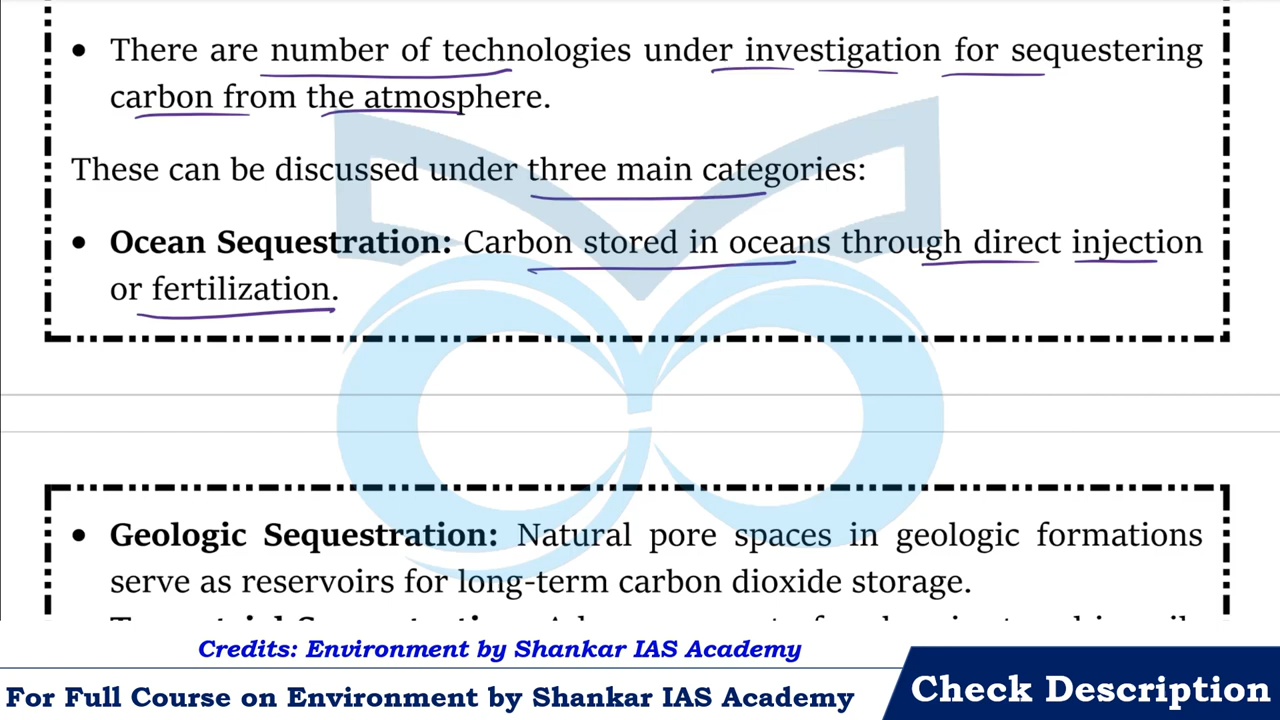 • There are number of technologies under investigation for sequestering
carbon from the atmosphere.
These can be discussed under three main categories:
• Ocean Sequestration: Carbon stored in oceans through direct injection
or fertilization.
• Geologic Sequestration: Natural pore spaces in geologic formations
serve as reservoirs for long-term carbon dioxide storage.
Credits: Environment by Shankar IAS Academy
For Full Course on Environment by Shankar IAS Academy
Check Description